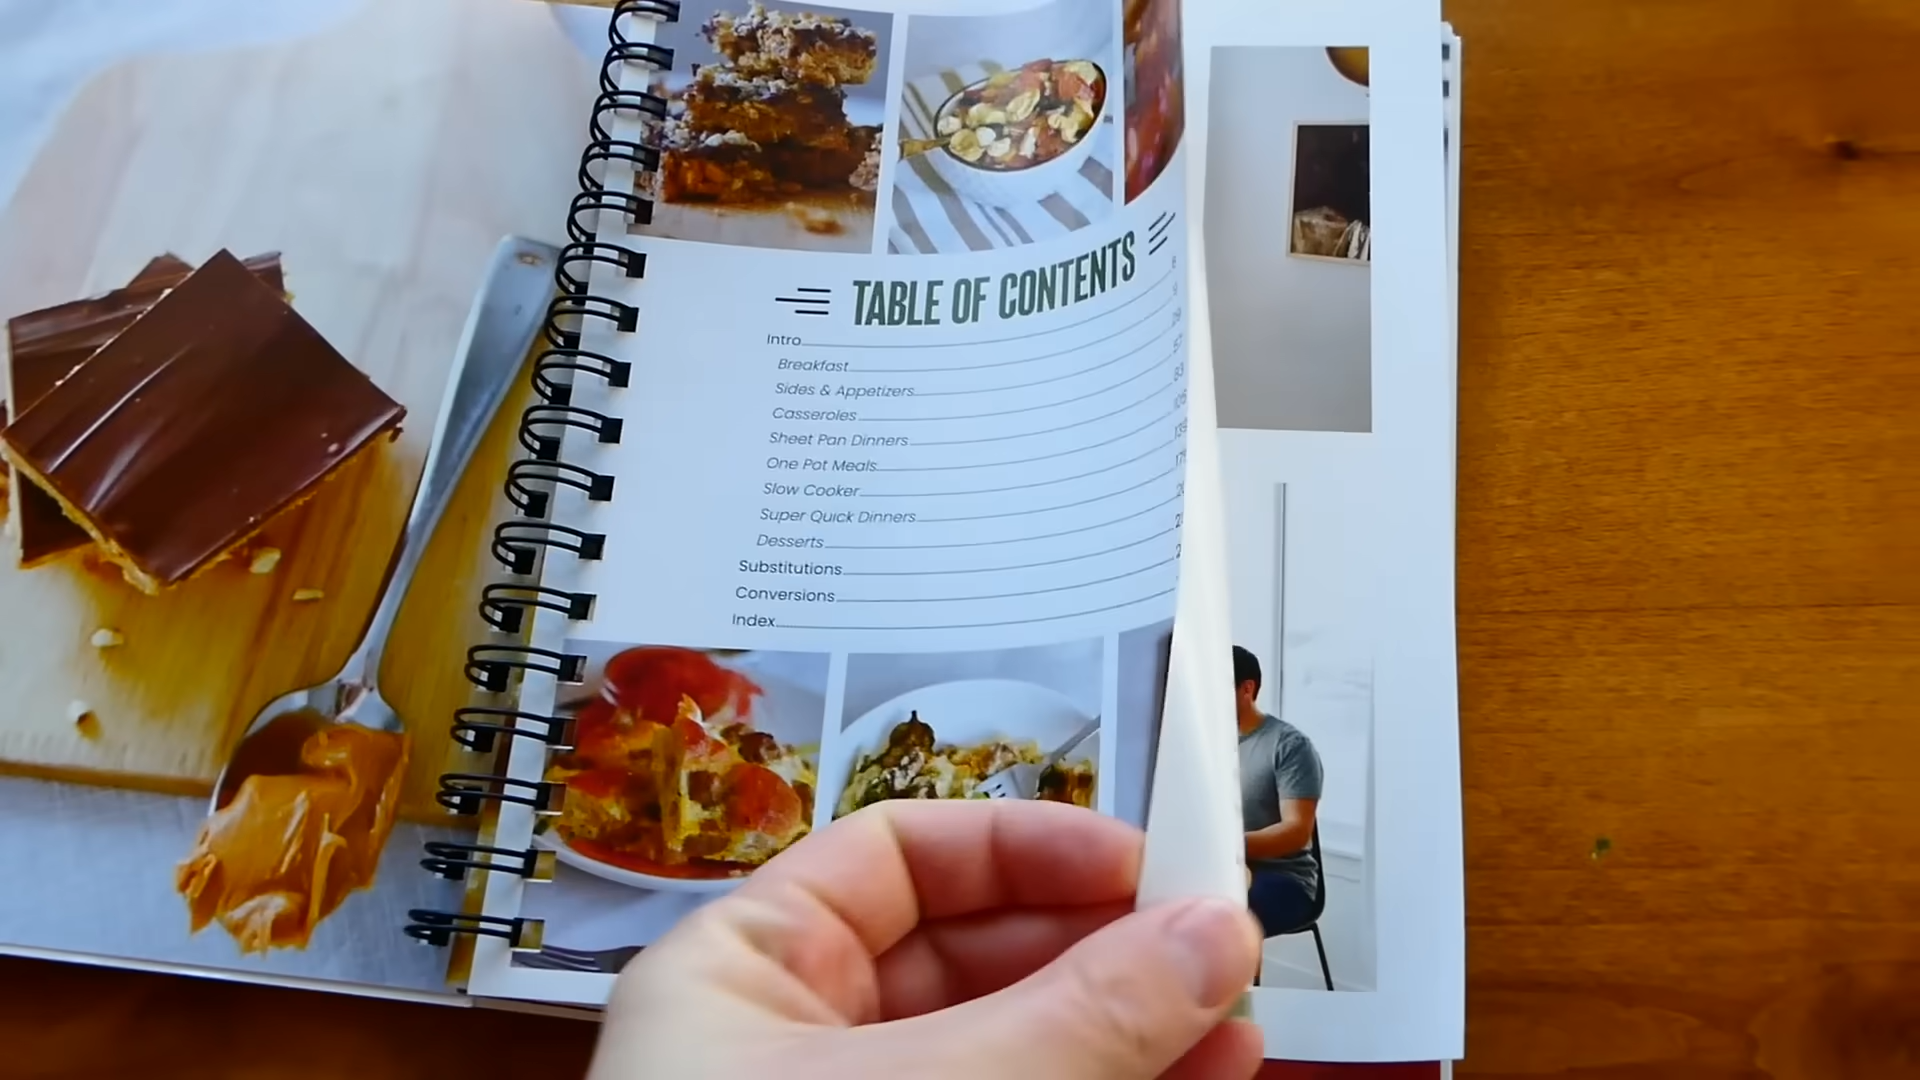 TABLE OF CONTENTS
Intro
Breakfast
Sides & Appetizers
Casseroles
Sheet Pan Dinners
One Pot Meals
Slow Cooker
Super Quick Dinners
Desserts
Substitutions
Conversions
Index